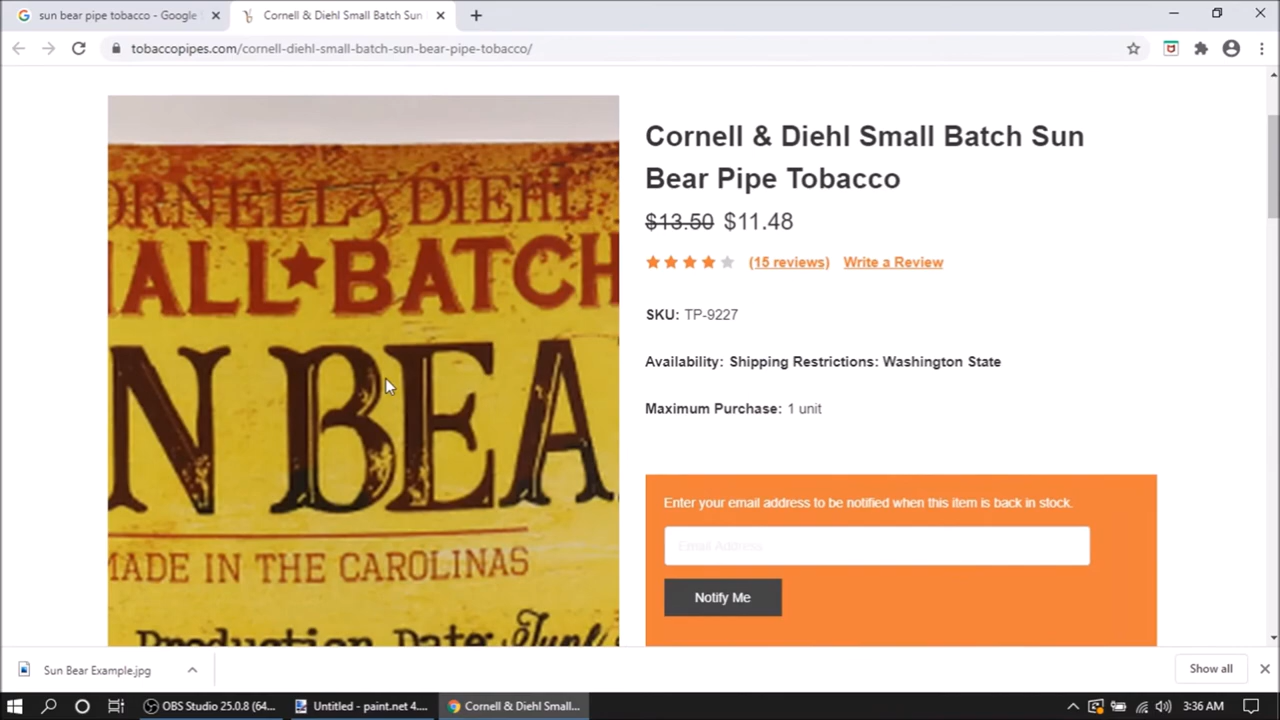 sun bear pipe tobacco - Google
Cornell & Diehl Small Batch Sun
tobaccopipes.com/cornell-diehl-small-batch-sun-bear-pipe-tobacco/
ORNELL & DIEHL
ALL★BATCH
N BEA
MADE IN THE CAROLINAS
Production Date: June
Cornell & Diehl Small Batch Sun
Bear Pipe Tobacco
$13.50 $11.48
(15 reviews) Write a Review
SKU: TP-9227
Availability: Shipping Restrictions: Washington State
Maximum Purchase: 1 unit
Enter your email address to be notified when this item is back in stock.
Email Address
Notify Me
Sun Bear Example.jpg
Show all
OBS Studio 25.0.8 (64...
Untitled - paint.net 4....
Cornell & Diehl Small...
3:36 AM